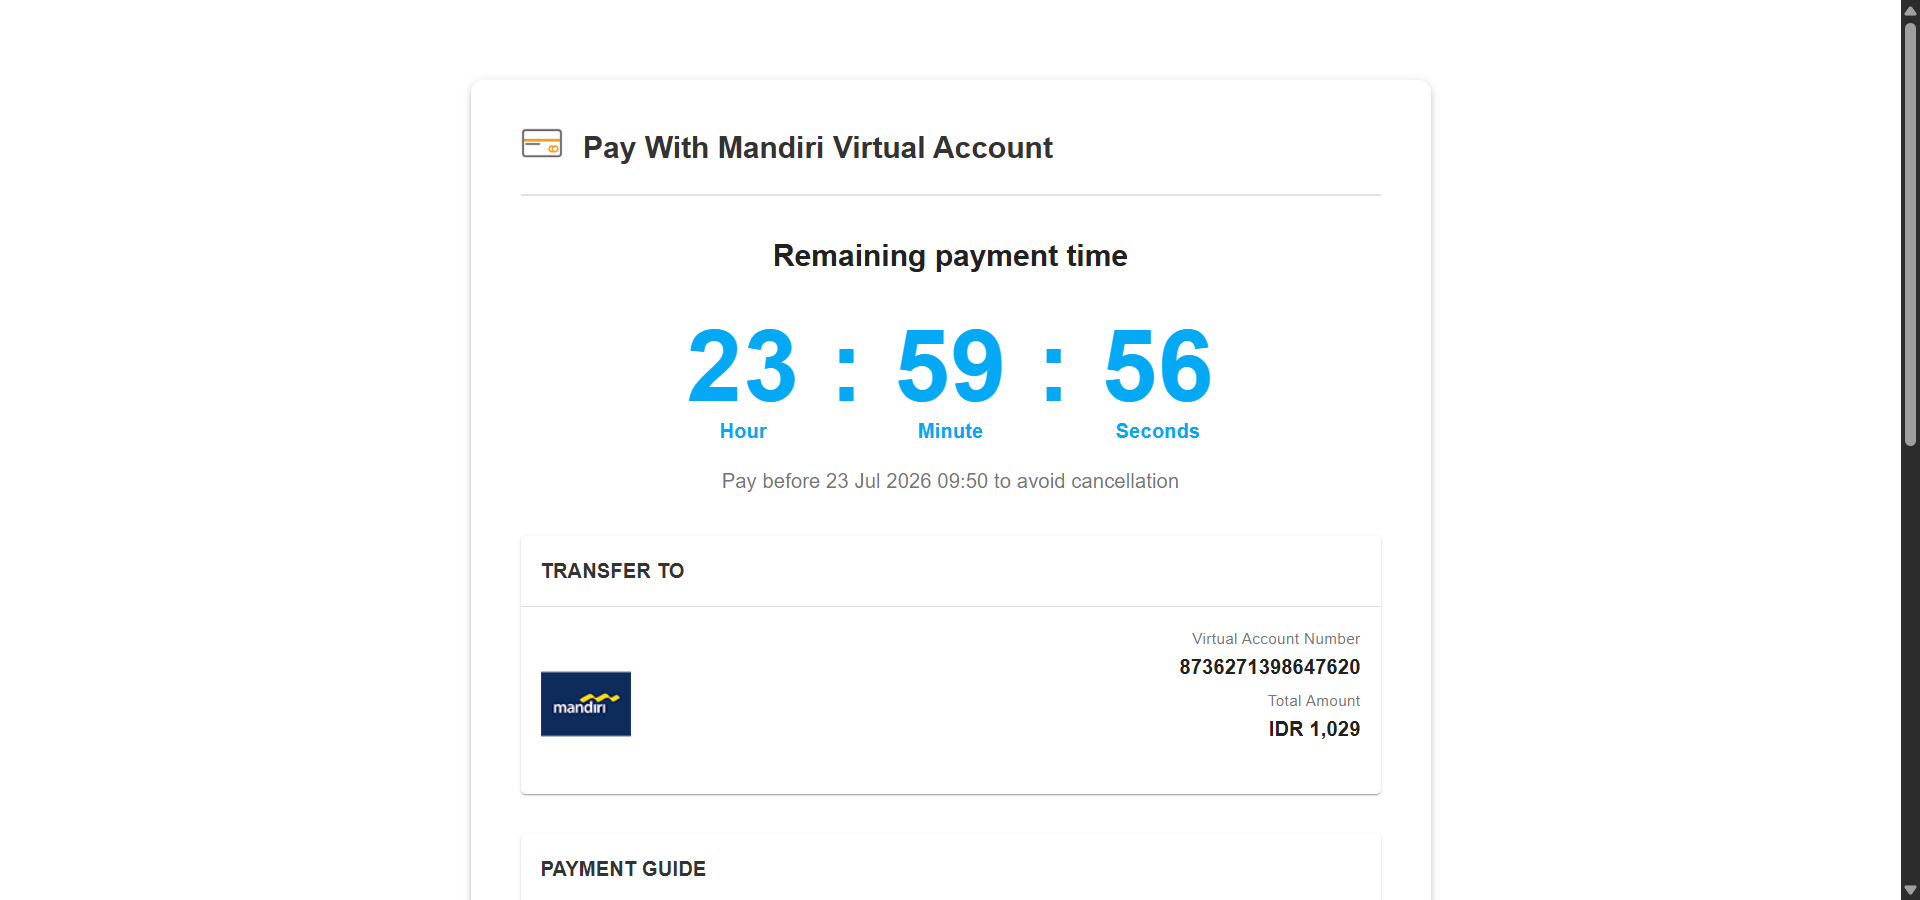 Pay With Mandiri Virtual Account
Remaining payment time
23 : 59 : 56
Hour Minute Seconds
Pay before 23 Jul 2026 09:50 to avoid cancellation
TRANSFER TO
Virtual Account Number
8736271398647620
mandiri
Total Amount
IDR 1,029
PAYMENT GUIDE